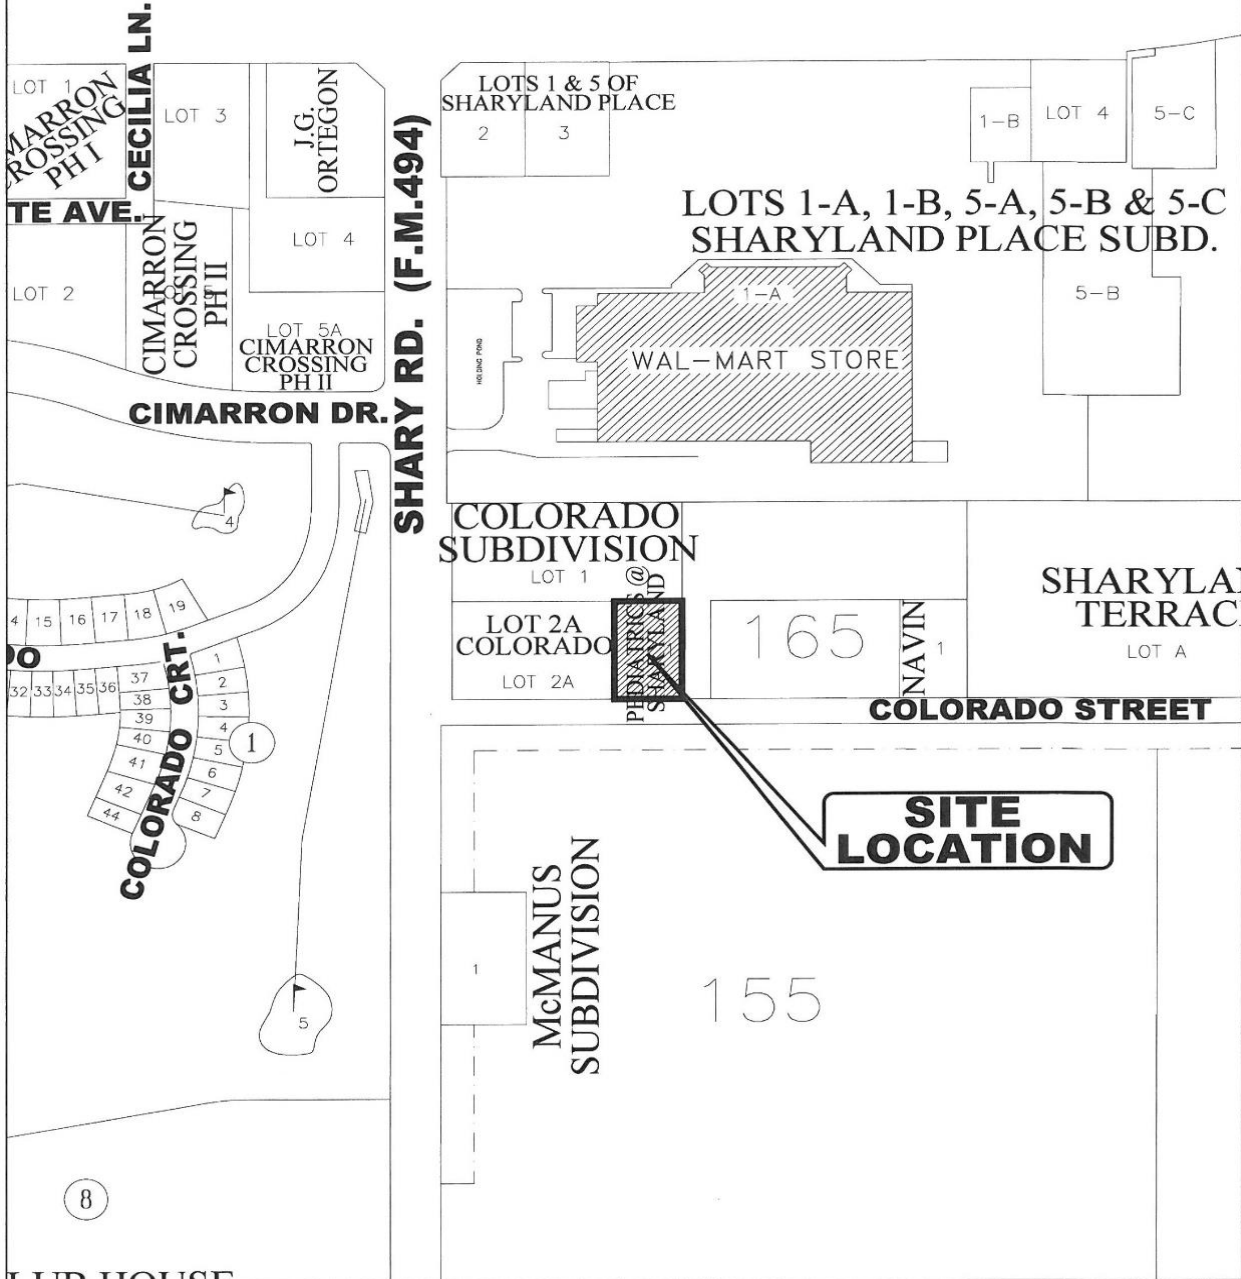 CECILIA LN.
LOT 1
CIMARRON
CROSSING
PH I
LOT 3
J.G.
ORTEGON
LOTS 1 & 5 OF
SHARYLAND PLACE
2
3
1-B
LOT 4
5-C
TE AVE.
LOT 4
LOTS 1-A, 1-B, 5-A, 5-B & 5-C
SHARYLAND PLACE SUBD.
SHARY RD. (F.M.494)
LOT 2
CIMARRON
CROSSING
PH II
LOT 5A
CIMARRON
CROSSING
PH II
HOLDING POND
1-A
WAL-MART STORE
5-B
CIMARRON DR.
4
COLORADO
SUBDIVISION
LOT 1
LOT 2A
COLORADO
LOT 2A
PEDIATRICS @
SHARYLAND
165
NAVIN
1
SHARYLA
TERRAC
LOT A
4
15
16
17
18
19
DO
32
33
34
35
36
37
38
39
40
41
42
44
COLORADO CRT.
1
2
3
4
5
6
7
8
1
COLORADO STREET
SITE
LOCATION
McMANUS
SUBDIVISION
1
155
5
8
LUB HOUSE